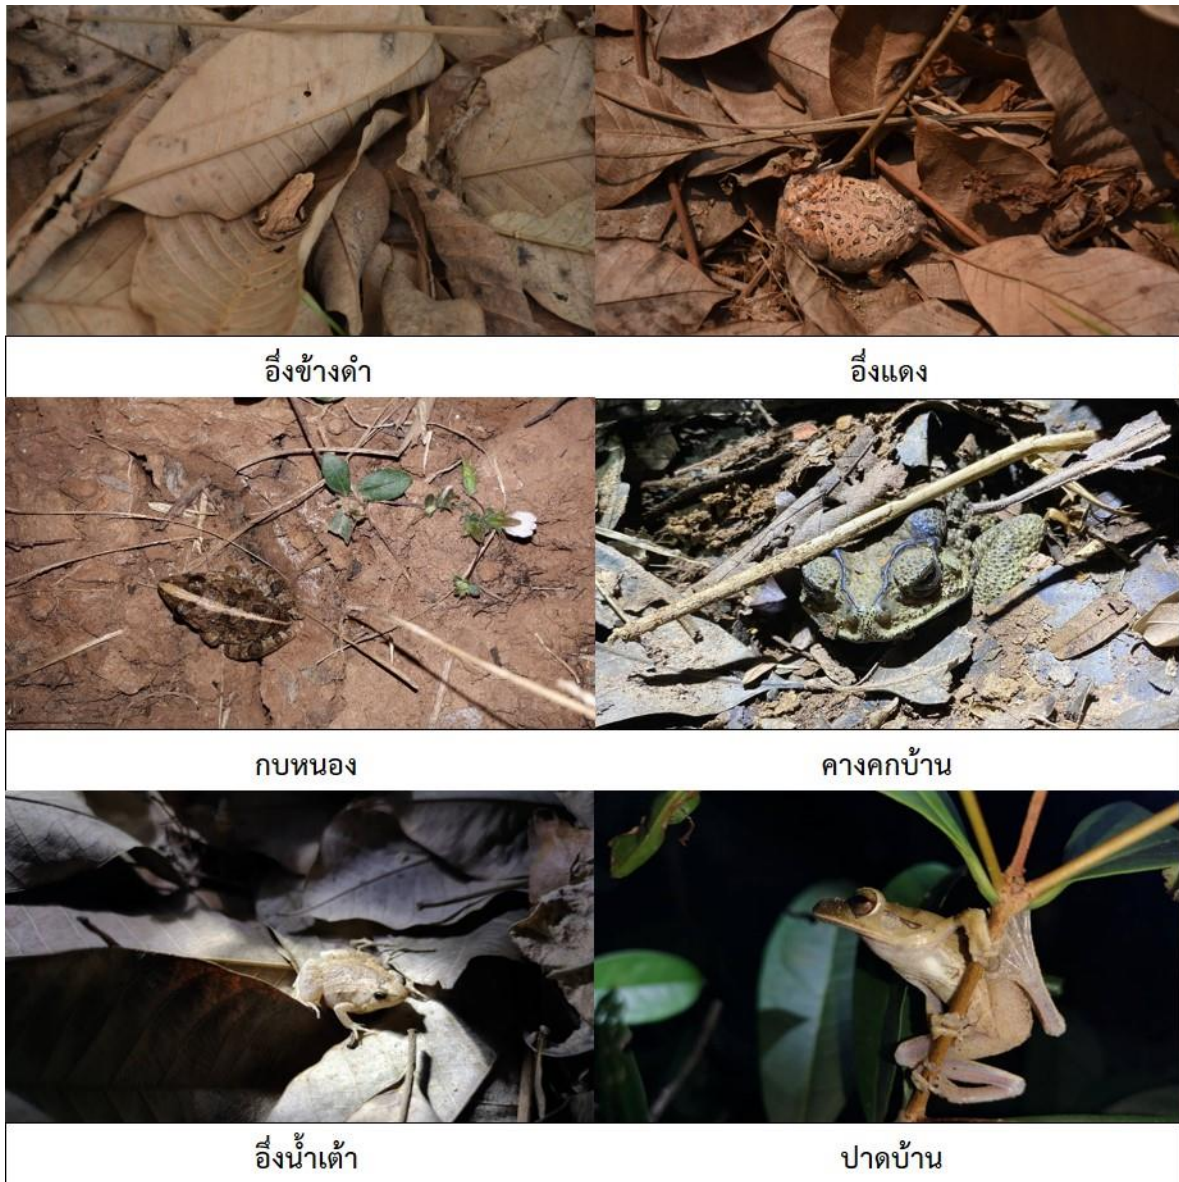 อึ่งข้างดำ
อึ่งแดง
กบหนอง
คางคกบ้าน
อึ่งน้ำเต้า
ปาดบ้าน